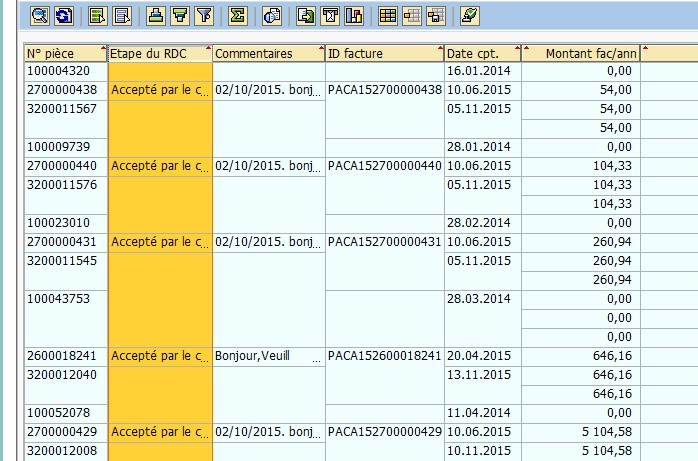 N° pièce Etape du RDC Commentaires ID facture Date cpt. Montant fac/ann
100004320 16.01.2014 0,00
2700000438 Accepté par le c... 02/10/2015. bonj... PACA152700000438 10.06.2015 54,00
3200011567 05.11.2015 54,00
54,00
100009739 28.01.2014 0,00
2700000440 Accepté par le c... 02/10/2015. bonj... PACA152700000440 10.06.2015 104,33
3200011576 05.11.2015 104,33
104,33
100023010 28.02.2014 0,00
2700000431 Accepté par le c... 02/10/2015. bonj... PACA152700000431 10.06.2015 260,94
3200011545 05.11.2015 260,94
260,94
100043753 28.03.2014 0,00
0,00
0,00
2600018241 Accepté par le c... Bonjour,Veuill ... PACA152600018241 20.04.2015 646,16
3200012040 13.11.2015 646,16
646,16
100052078 11.04.2014 0,00
2700000429 Accepté par le c... 02/10/2015. bonj... PACA152700000429 10.06.2015 5 104,58
3200012008 10.11.2015 5 104,58